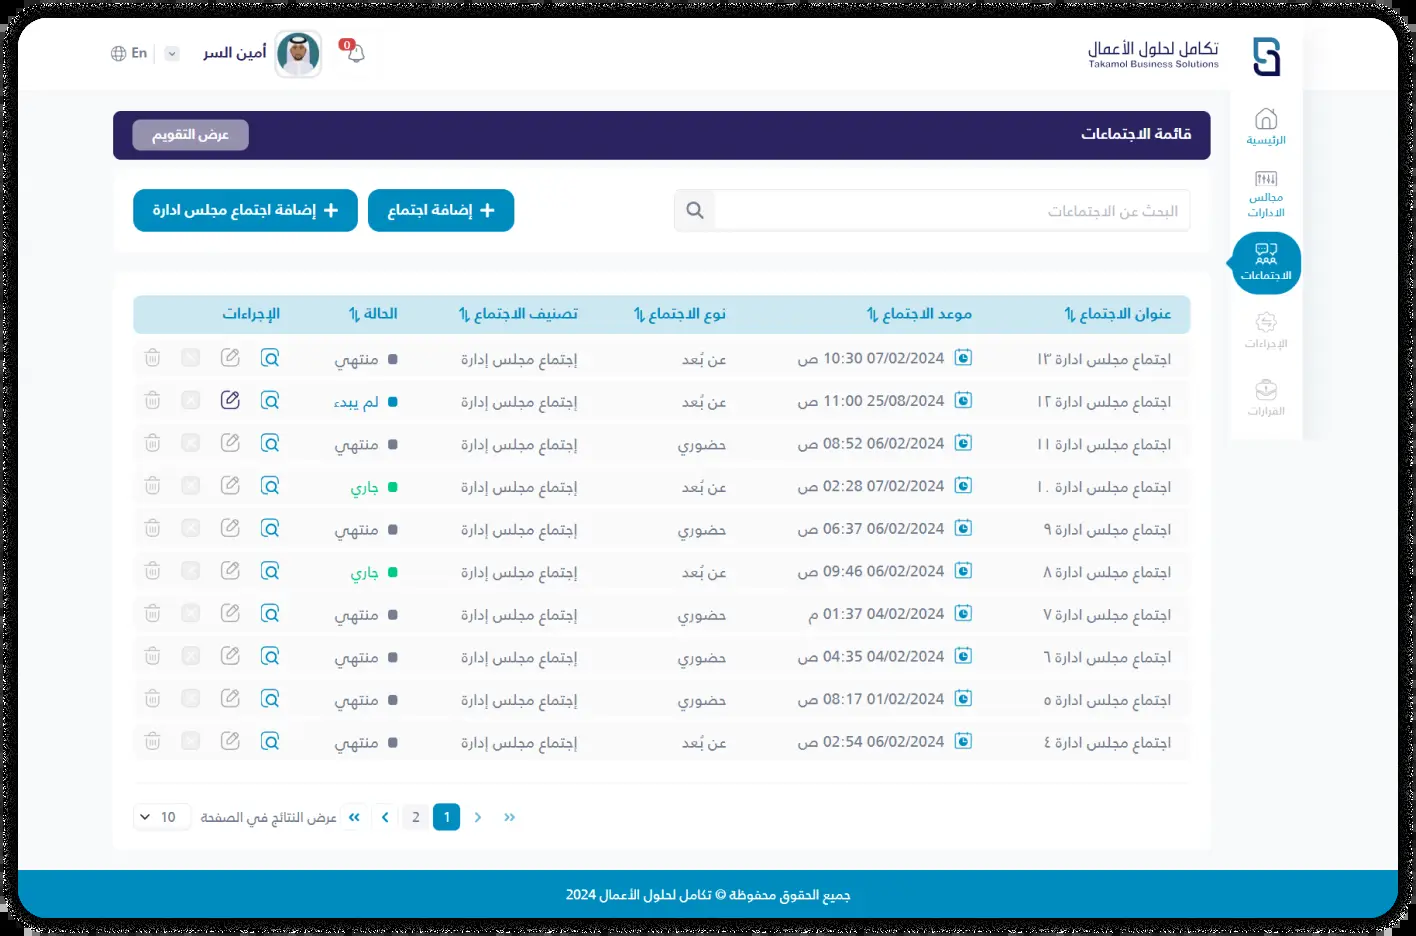 تكامل لحلول الأعمال
Takamol Business Solutions
0
أمين السر
En
الرئيسية
مجالس
الادارات
الاجتماعات
الإجراءات
القرارات
قائمة الاجتماعات
عرض التقويم
البحث عن الاجتماعات
+ إضافة اجتماع
+ إضافة اجتماع مجلس ادارة
عنوان الاجتماع موعد الاجتماع نوع الاجتماع تصنيف الاجتماع الحالة الإجراءات
اجتماع مجلس ادارة ١٣ 07/02/2024 10:30 ص عن بُعد إجتماع مجلس إدارة منتهي
اجتماع مجلس ادارة ١٢ 25/08/2024 11:00 ص عن بُعد إجتماع مجلس إدارة لم يبدء
اجتماع مجلس ادارة ١١ 06/02/2024 08:52 ص حضوري إجتماع مجلس إدارة منتهي
اجتماع مجلس ادارة ١٠ 07/02/2024 02:28 ص عن بُعد إجتماع مجلس إدارة جاري
اجتماع مجلس ادارة ٩ 06/02/2024 06:37 ص حضوري إجتماع مجلس إدارة منتهي
اجتماع مجلس ادارة ٨ 06/02/2024 09:46 ص عن بُعد إجتماع مجلس إدارة جاري
اجتماع مجلس ادارة ٧ 04/02/2024 01:37 م حضوري إجتماع مجلس إدارة منتهي
اجتماع مجلس ادارة ٦ 04/02/2024 04:35 ص حضوري إجتماع مجلس إدارة منتهي
اجتماع مجلس ادارة ٥ 01/02/2024 08:17 ص حضوري إجتماع مجلس إدارة منتهي
اجتماع مجلس ادارة ٤ 06/02/2024 02:54 ص عن بُعد إجتماع مجلس إدارة منتهي
« ‹ 1 2 › » عرض النتائج في الصفحة 10
جميع الحقوق محفوظة © تكامل لحلول الأعمال 2024